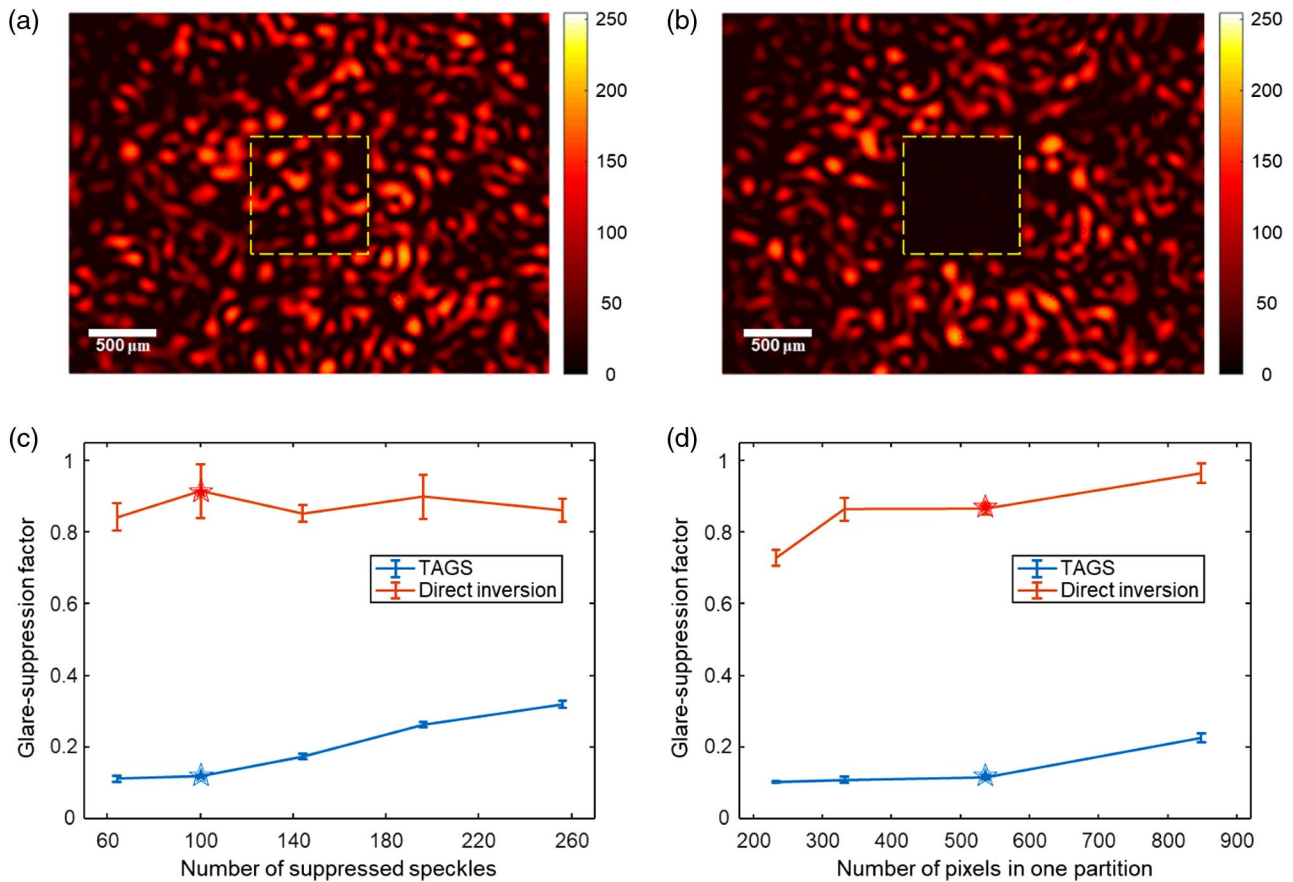 (a)
250
200
150
100
50
0
500 μm
(b)
250
200
150
100
50
0
500 μm
(c)
1
0.8
0.6
0.4
0.2
0
Glare-suppression factor
TAGS
Direct inversion
60 100 140 180 220 260
Number of suppressed speckles
(d)
1
0.8
0.6
0.4
0.2
0
Glare-suppression factor
TAGS
Direct inversion
200 300 400 500 600 700 800 900
Number of pixels in one partition